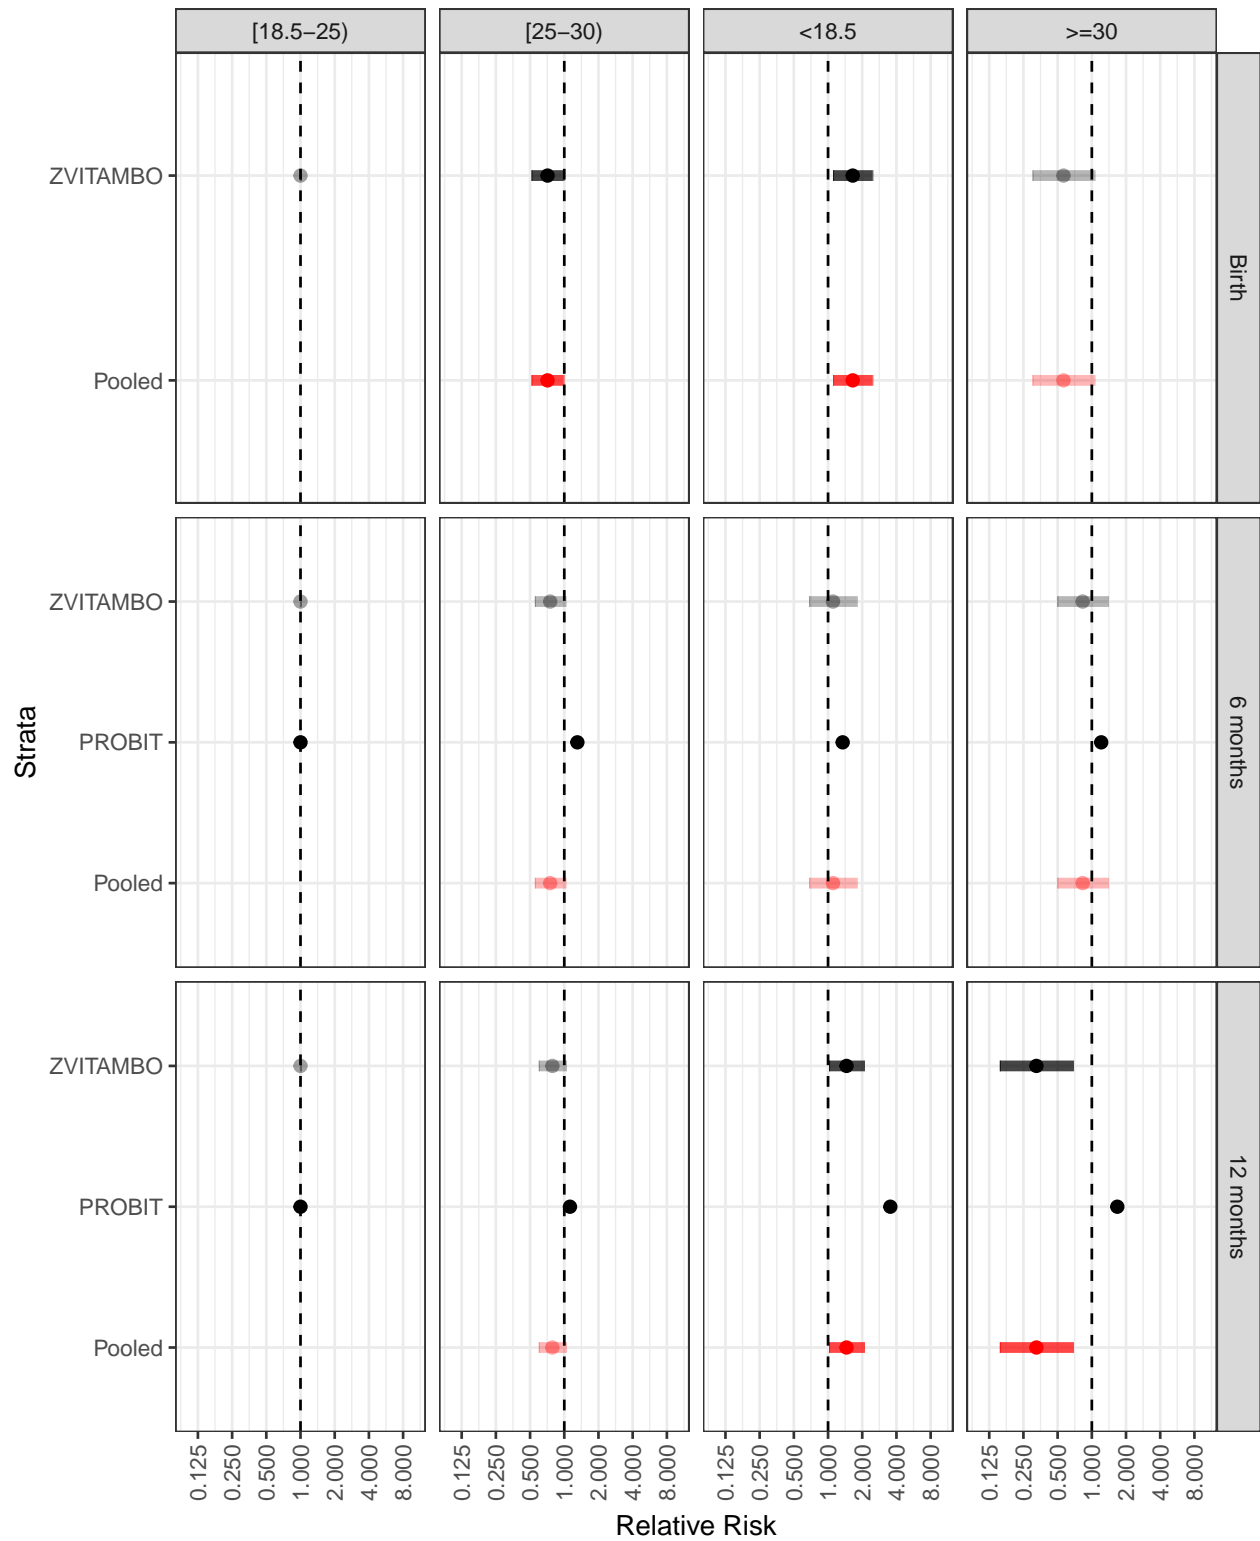 [18.5−25)
[25−30)
<18.5
>=30
ZVITAMBO
Pooled
Birth
ZVITAMBO
PROBIT
Pooled
6 months
ZVITAMBO
PROBIT
Pooled
12 months
Strata
0.125 0.250 0.500 1.000 2.000 4.000 8.000
0.125 0.250 0.500 1.000 2.000 4.000 8.000
0.125 0.250 0.500 1.000 2.000 4.000 8.000
0.125 0.250 0.500 1.000 2.000 4.000 8.000
Relative Risk